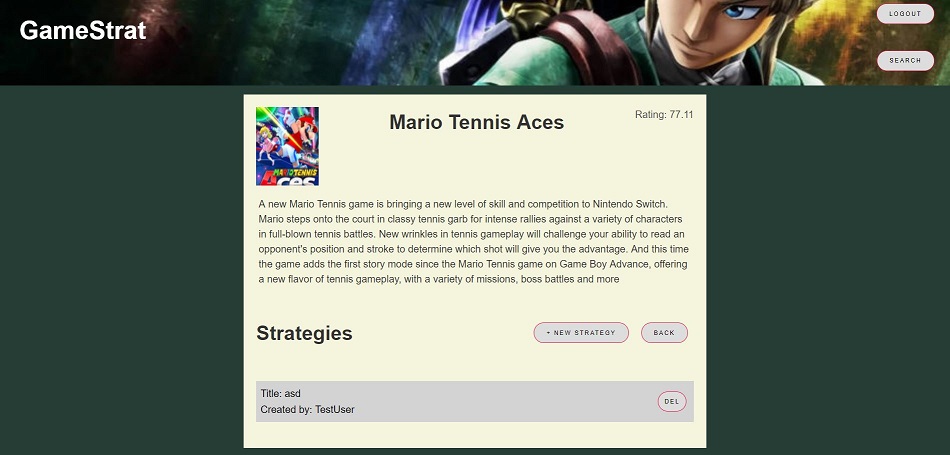 GameStrat
LOGOUT
SEARCH
Mario Tennis Aces
Rating: 77.11
MARIO TENNIS
ACES
A new Mario Tennis game is bringing a new level of skill and competition to Nintendo Switch.
Mario steps onto the court in classy tennis garb for intense rallies against a variety of characters
in full-blown tennis battles. New wrinkles in tennis gameplay will challenge your ability to read an
opponent's position and stroke to determine which shot will give you the advantage. And this time
the game adds the first story mode since the Mario Tennis game on Game Boy Advance, offering
a new flavor of tennis gameplay, with a variety of missions, boss battles and more
Strategies
+ NEW STRATEGY
BACK
Title: asd
Created by: TestUser
DEL